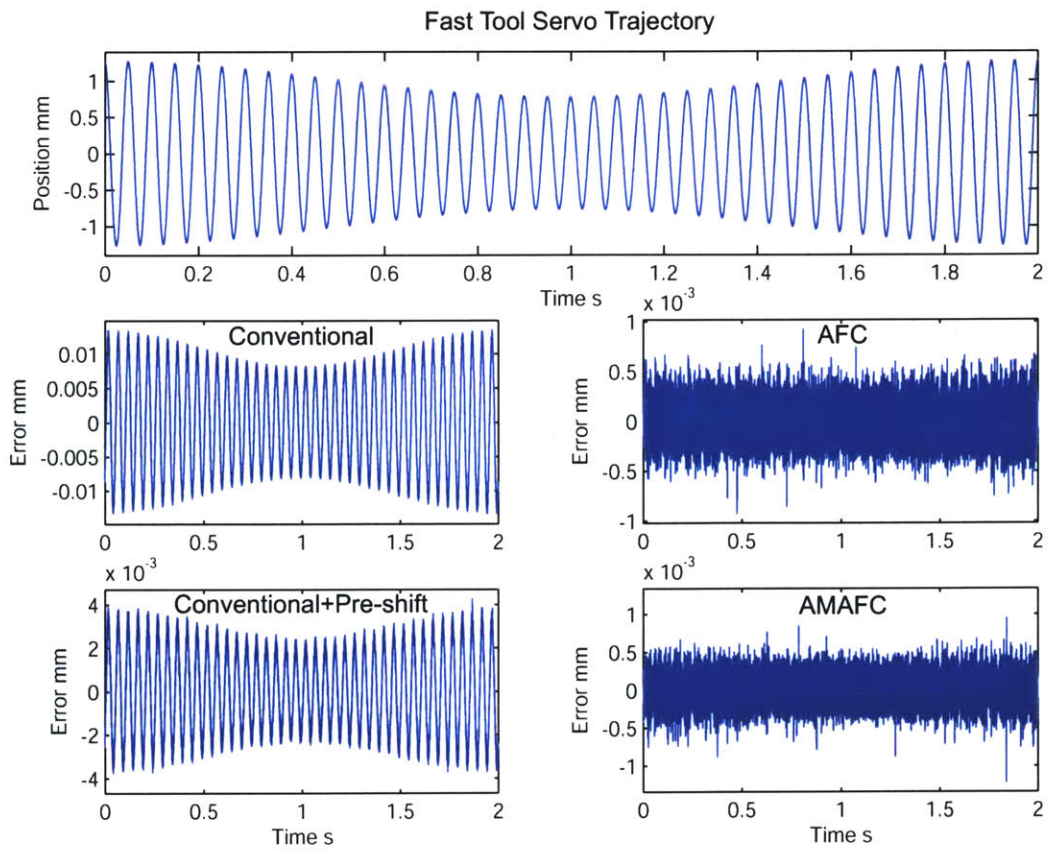 Fast Tool Servo Trajectory
1
0.5
0
-0.5
-1
Position mm
0 0.2 0.4 0.6 0.8 1 1.2 1.4 1.6 1.8 2
Time s
Conventional
0.01
0.005
0
-0.005
-0.01
Error mm
0 0.5 1 1.5 2
x 10-3
AFC
1
0.5
0
-0.5
-1
Error mm
0 0.5 1 1.5 2
x 10-3
Conventional+Pre-shift
4
2
0
-2
-4
Error mm
0 0.5 1 1.5 2
Time s
x 10-3
AMAFC
1
0.5
0
-0.5
-1
Error mm
0 0.5 1 1.5 2
Time s